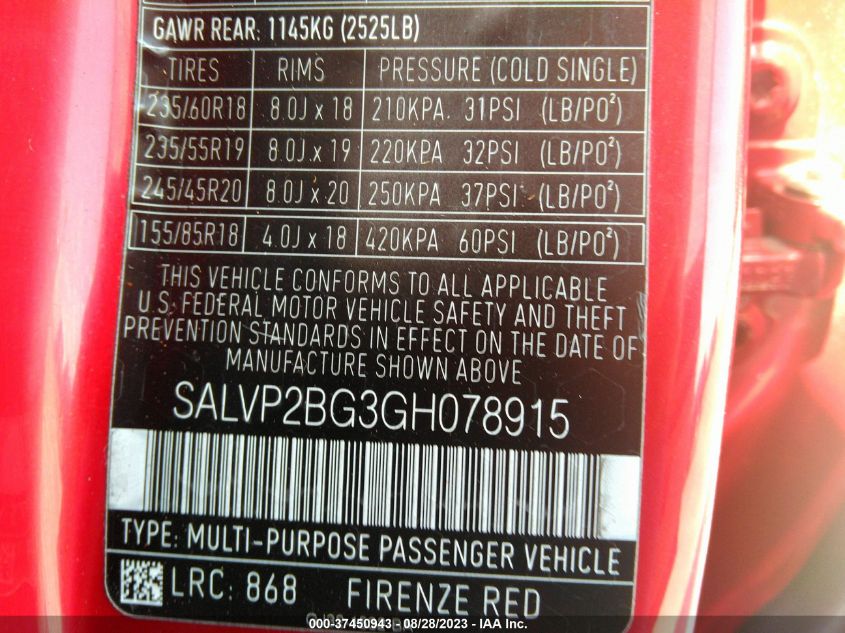 GAWR REAR: 1145KG (2525LB)
TIRES RIMS PRESSURE (COLD SINGLE)
235/60R18 8.0J x 18 210KPA 31PSI (LB/PO²)
235/55R19 8.0J x 19 220KPA 32PSI (LB/PO²)
245/45R20 8.0J x 20 250KPA 37PSI (LB/PO²)
155/85R18 4.0J x 18 420KPA 60PSI (LB/PO²)
THIS VEHICLE CONFORMS TO ALL APPLICABLE
U.S. FEDERAL MOTOR VEHICLE SAFETY AND THEFT
PREVENTION STANDARDS IN EFFECT ON THE DATE OF
MANUFACTURE SHOWN ABOVE
SALVP2BG3GH078915
TYPE: MULTI-PURPOSE PASSENGER VEHICLE
LRC: 868 FIRENZE RED
000-37450943 - 08/28/2023 - IAA Inc.